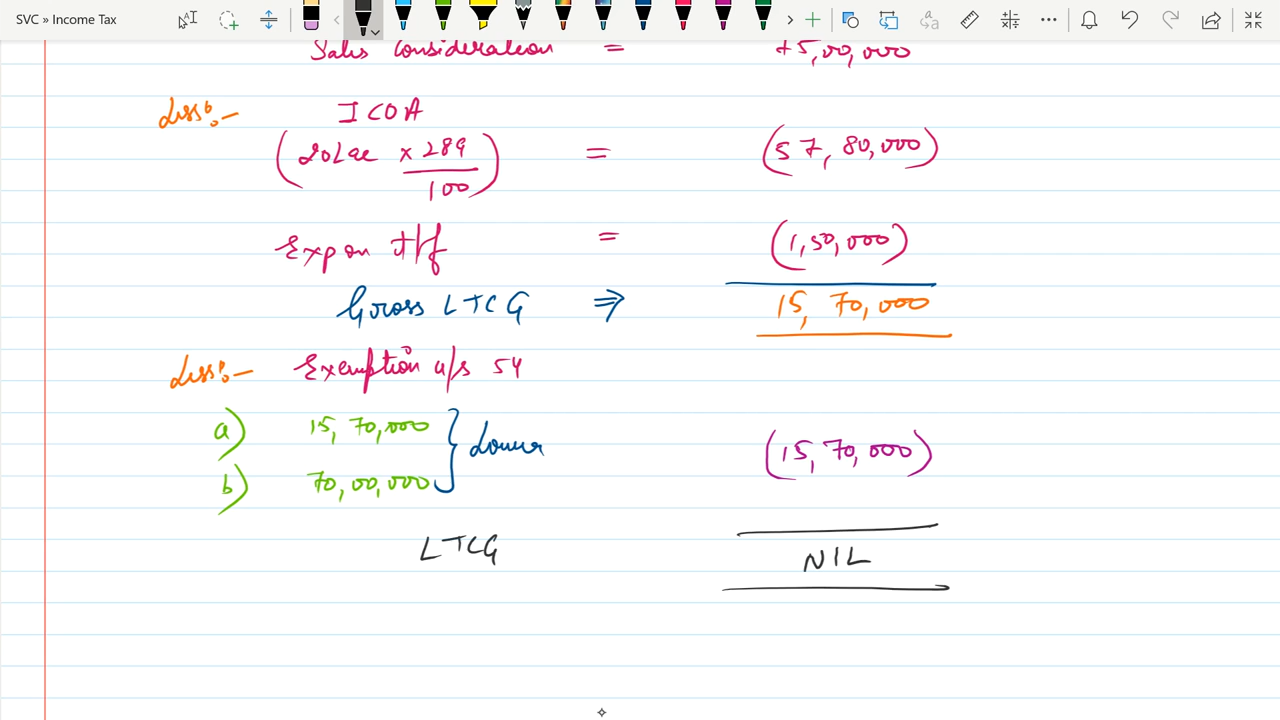 SVC » Income Tax
Sales Consideration = 75,00,000
Less:- ICOA
(20 Lac × 289/100) = (57,80,000)
Exp on t/f = (1,50,000)
Gross LTCG ⇒ 15,70,000
Less:- Exemption u/s 54
a) 15,70,000
Lower (15,70,000)
b) 70,00,000
LTCG NIL